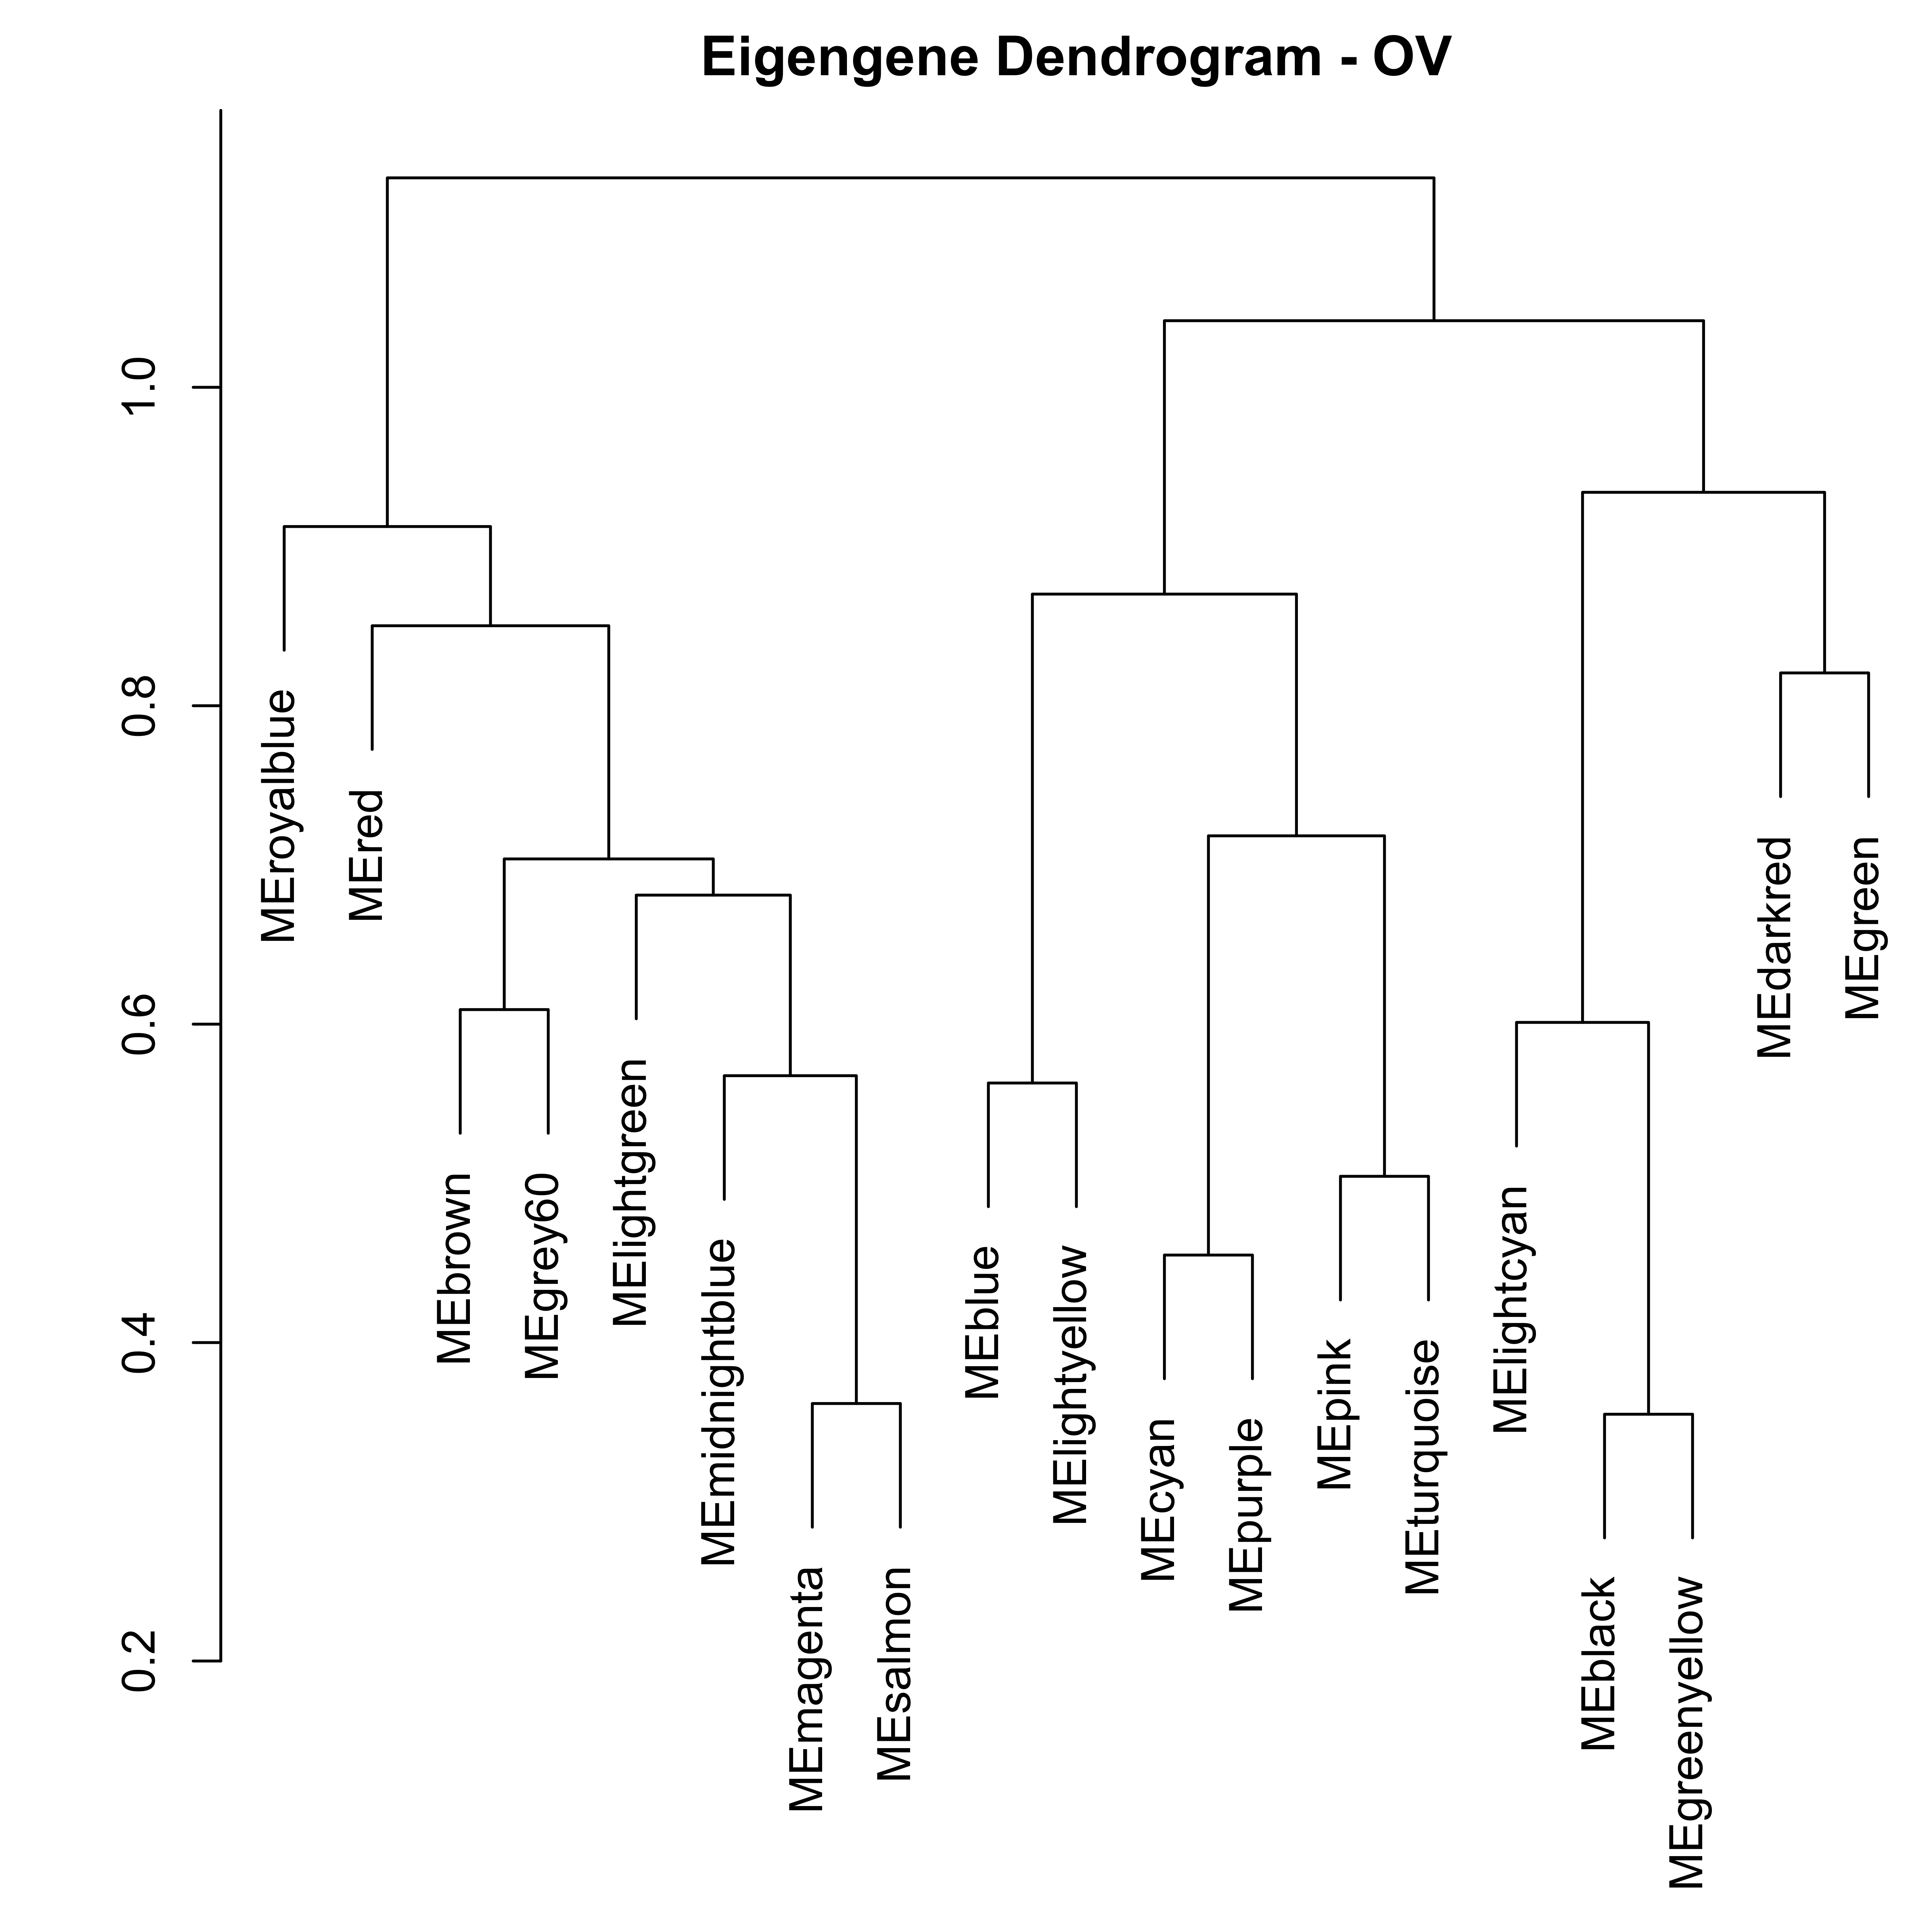 Eigengene Dendrogram - OV
1.0
0.8
0.6
0.4
0.2
MEroyalblue
MEred
MEbrown
MEgrey60
MElightgreen
MEmidnightblue
MEmagenta
MEsalmon
MEblue
MElightyellow
MEcyan
MEpurple
MEpink
MEturquoise
MElightcyan
MEblack
MEgreenyellow
MEdarkred
MEgreen